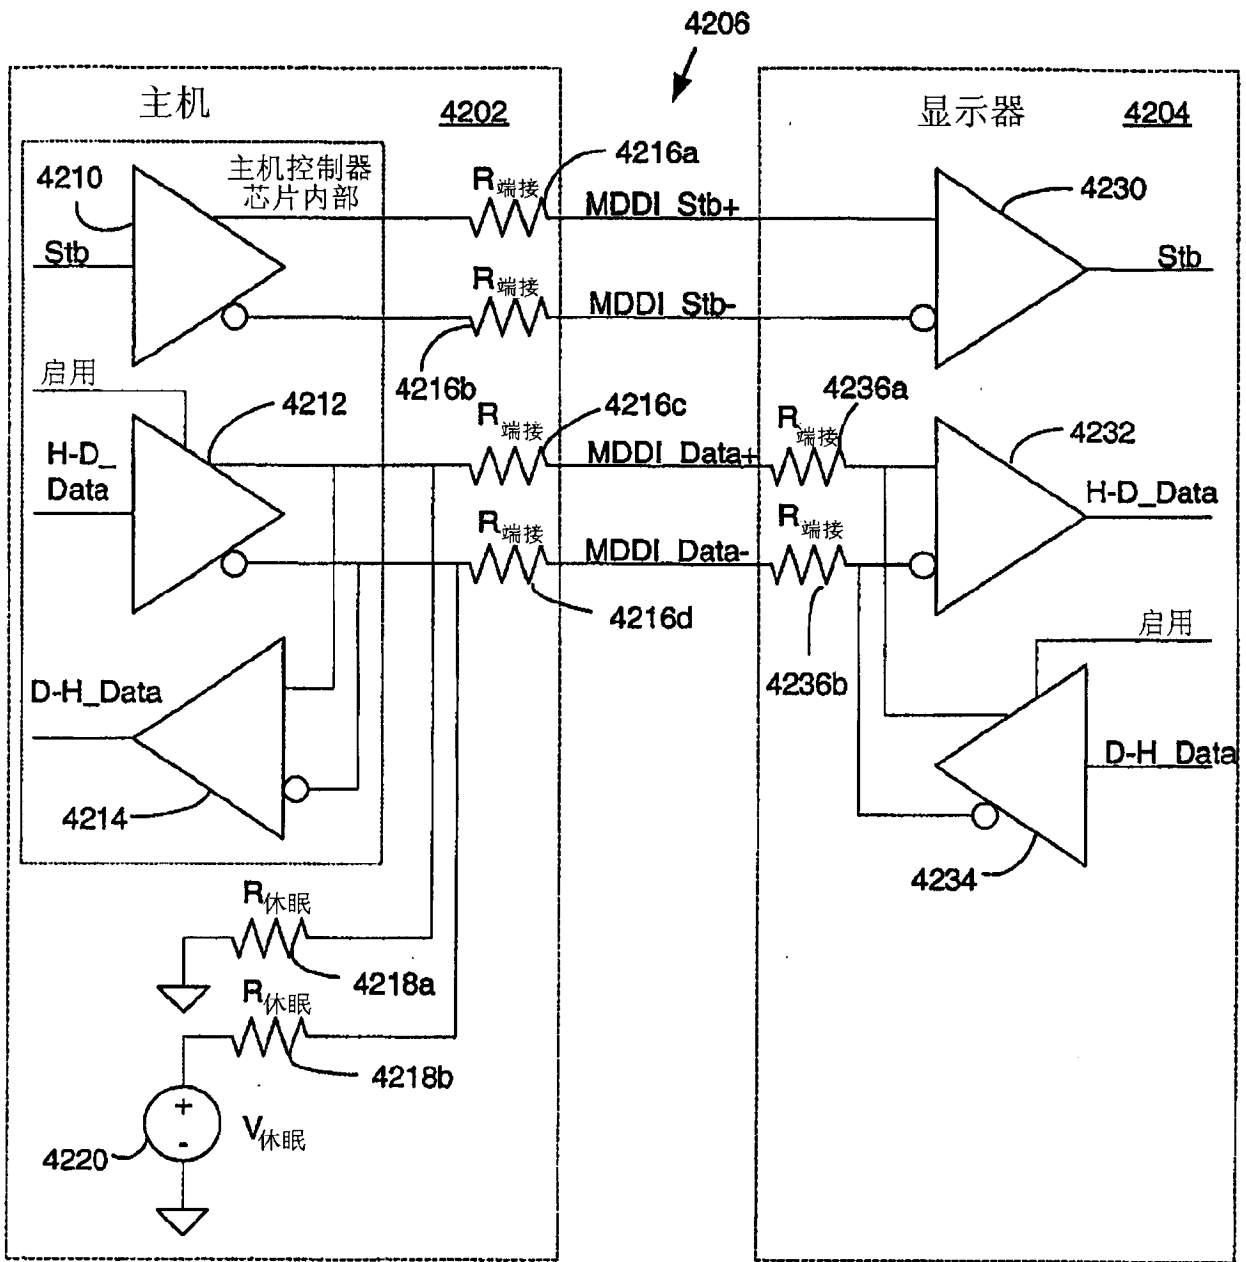 4206
主机
4202
显示器
4204
4210
主机控制器
芯片内部
R端接
4216a
MDDI_Stb+
4230
Stb
Stb
R端接
MDDI_Stb-
启用
4212
4216b
R端接
4216c
MDDI_Data+
4236a
R端接
4232
H-D_
Data
H-D_Data
R端接
MDDI_Data-
R端接
4216d
启用
D-H_Data
4236b
D-H_Data
4214
4234
R休眠
4218a
R休眠
4218b
+
-
V休眠
4220